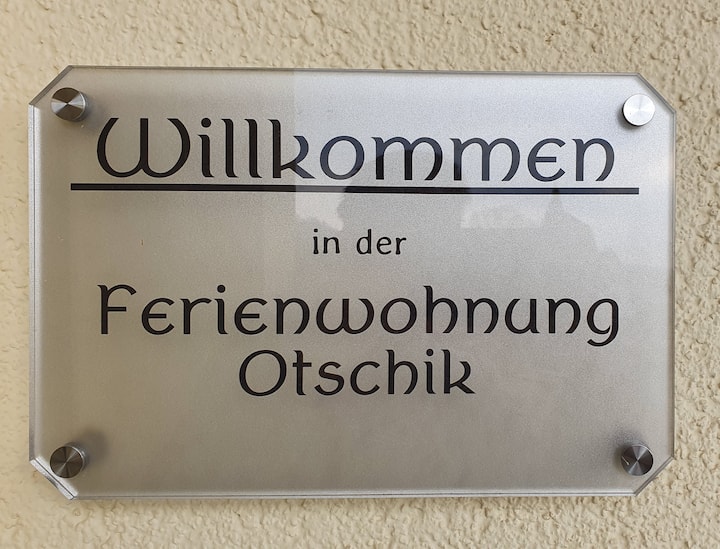 Willkommen
in der
Ferienwohnung
Otschik